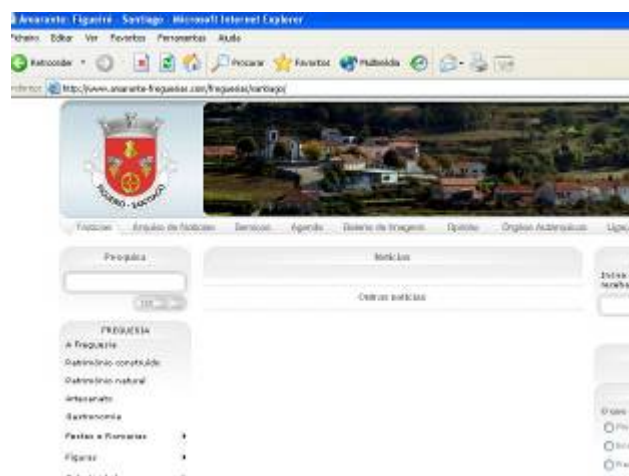 Amarante: Figueiró - Santiago - Microsoft Internet Explorer
Ficheiro Editar Ver Favoritos Ferramentas Ajuda
Retroceder Procurar Favoritos Multimédia
http://www.amarante-freguesias.com/freguesias/santiago/
FIGUEIRÓ - SANTIAGO
Notícias Arquivo de Notícias Serviços Agenda Galeria de Imagens Opinião Órgãos Autárquicos
Pesquisa
Notícias
Outras notícias
FREGUESIA
A Freguesia
Património construído
Património natural
Artesanato
Gastronomia
Festas e Romarias
Figuras